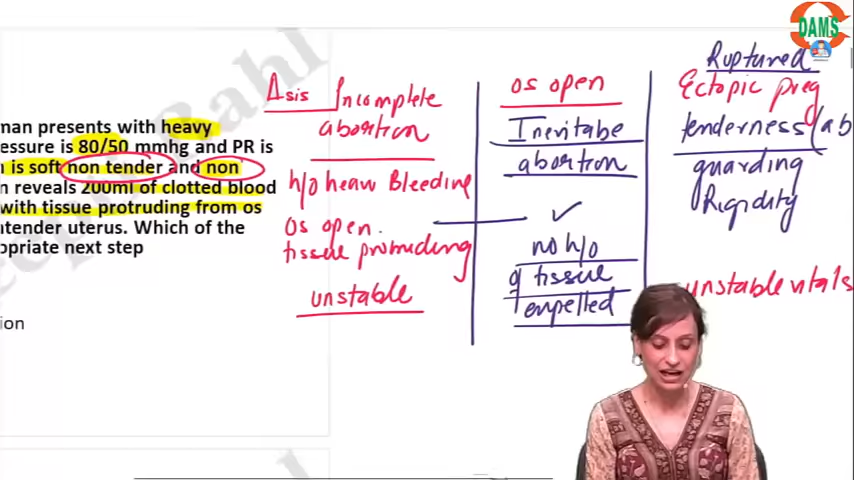 DAMS
man presents with heavy
essure is 80/50 mmhg and PR is
is soft non tender and non
n reveals 200ml of clotted blood
with tissue protruding from os
ntender uterus. Which of the
opriate next step
ion
Δsis Incomplete
abortion
h/o heavy Bleeding
os open.
tissue protruding
unstable
os open
Inevitabe
abortion
✓
no h/o
of tissue
expelled
Ruptured
Ectopic preg
tenderness (ab
guarding
Rigidity
unstable vitals